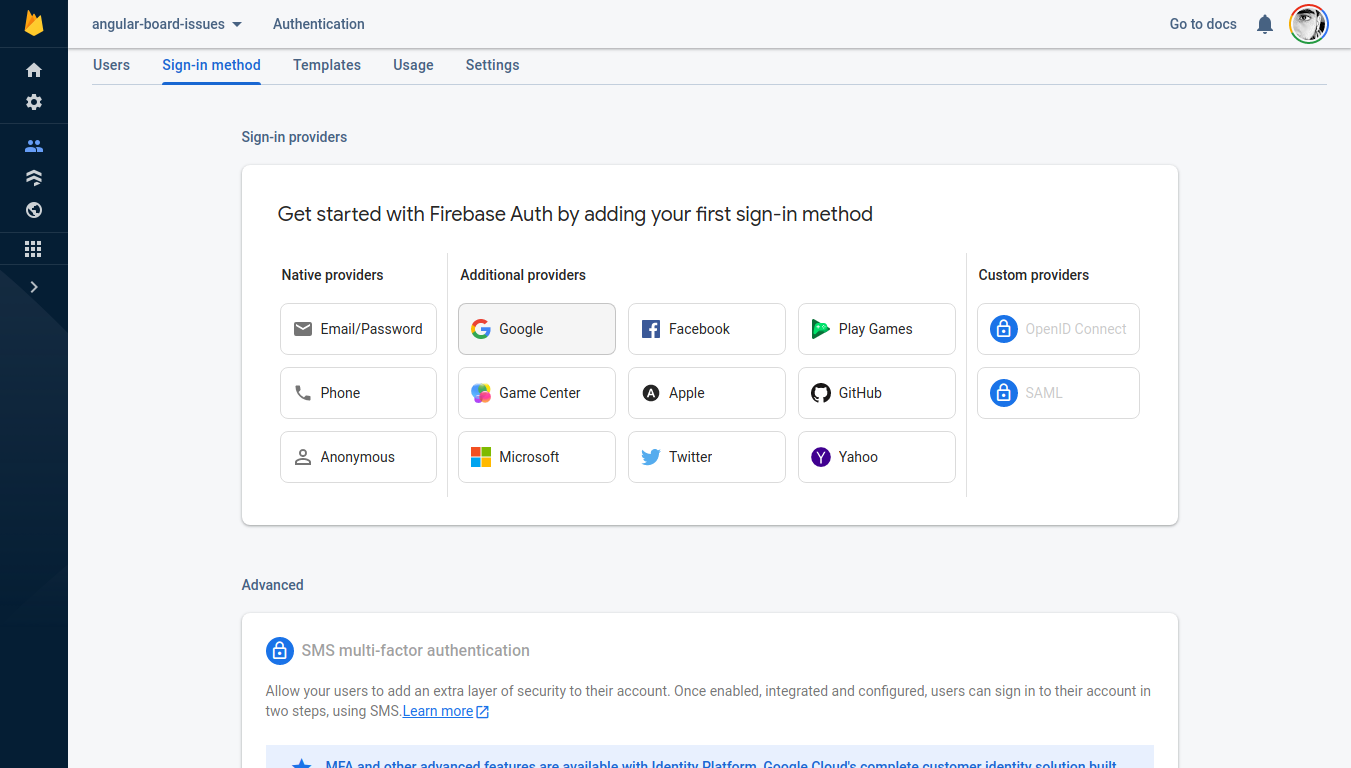 angular-board-issues
Authentication
Go to docs
Users
Sign-in method
Templates
Usage
Settings
Sign-in providers
Get started with Firebase Auth by adding your first sign-in method
Native providers
Additional providers
Custom providers
Email/Password
Google
Facebook
Play Games
OpenID Connect
Phone
Game Center
Apple
GitHub
SAML
Anonymous
Microsoft
Twitter
Yahoo
Advanced
SMS multi-factor authentication
Allow your users to add an extra layer of security to their account. Once enabled, integrated and configured, users can sign in to their account in
two steps, using SMS.Learn more
MFA and other advanced features are available with Identity Platform, Google Cloud's complete customer identity solution built